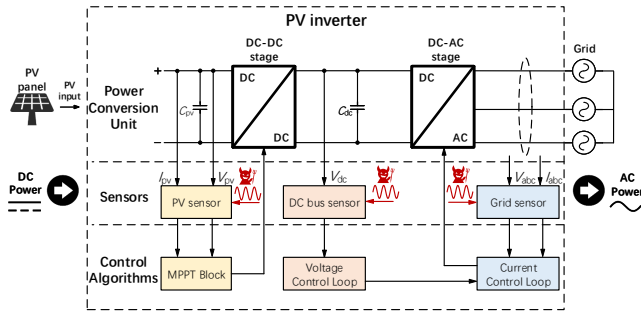 PV inverter
DC-DC
stage
DC-AC
stage
Grid
PV
panel
PV
input
Power
Conversion
Unit
+
-
Cpv
DC
DC
Cdc
DC
AC
DC
Power
AC
Power
Sensors
Ipv
Vpv
Vdc
Vabc
Iabc
PV sensor
DC bus sensor
Grid sensor
Control
Algorithms
MPPT Block
Voltage
Control Loop
Current
Control Loop